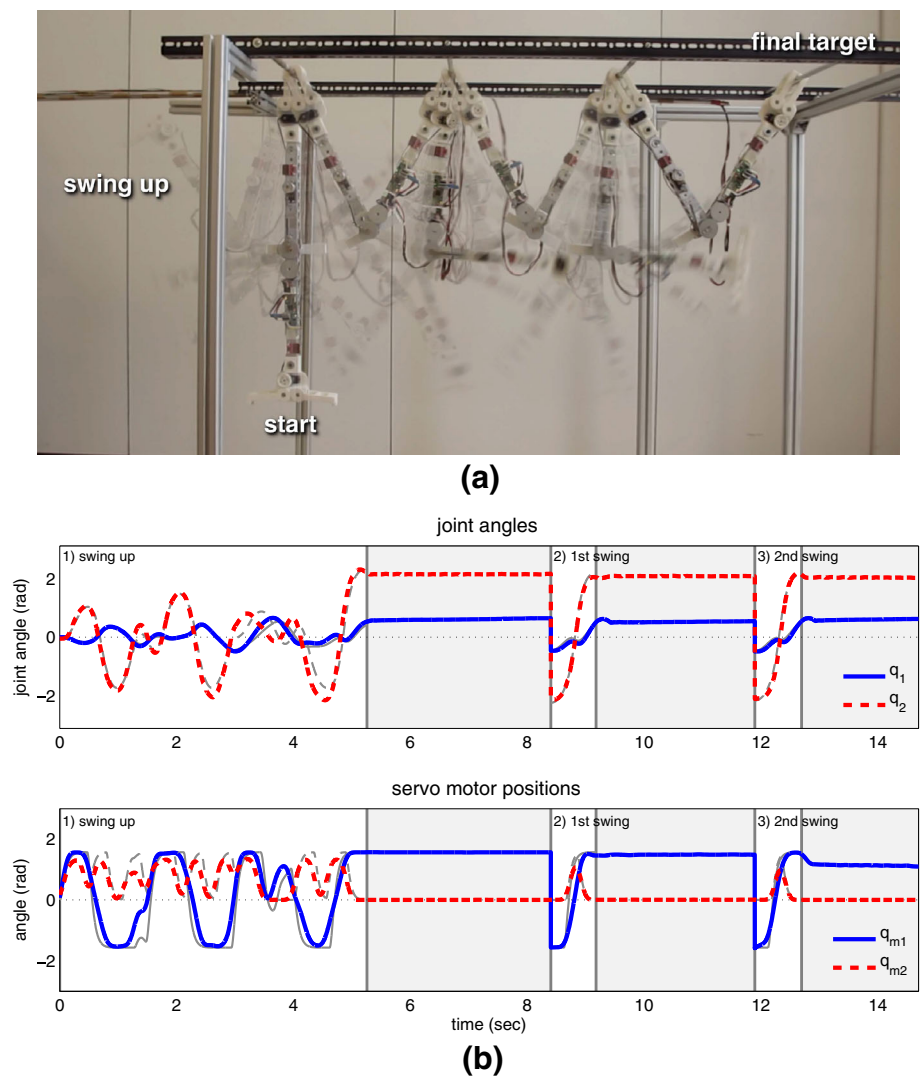 final target
swing up
start
(a)
joint angles
1) swing up
2) 1st swing
3) 2nd swing
joint angle (rad)
2
0
−2
q1
q2
0 2 4 6 8 10 12 14
servo motor positions
1) swing up
2) 1st swing
3) 2nd swing
angle (rad)
2
0
−2
qm1
qm2
0 2 4 6 8 10 12 14
time (sec)
(b)